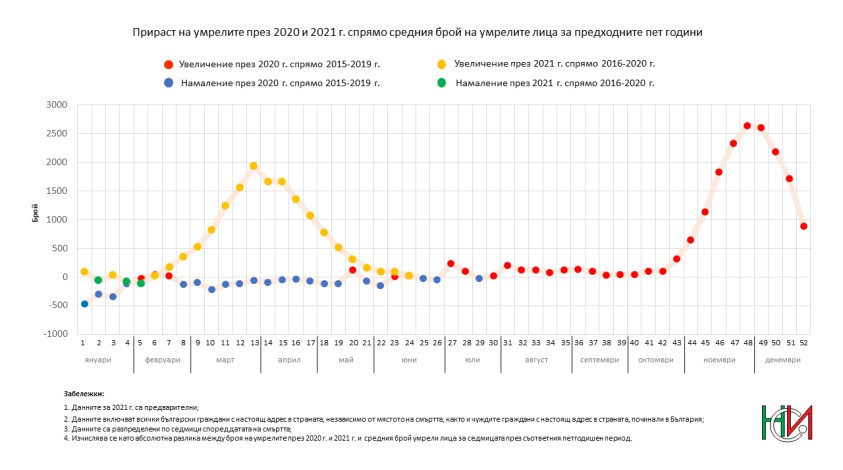 Прираст на умрелите през 2020 и 2021 г. спрямо средния брой на умрелите лица за предходните пет години
Увеличение през 2020 г. спрямо 2015-2019 г.
Увеличение през 2021 г. спрямо 2016-2020 г.
Намаление през 2020 г. спрямо 2015-2019 г.
Намаление през 2021 г. спрямо 2016-2020 г.
3000
2500
2000
1500
1000
500
0
-500
-1000
Брой
1 2 3 4 5 6 7 8 9 10 11 12 13 14 15 16 17 18 19 20 21 22 23 24 25 26 27 28 29 30 31 32 33 34 35 36 37 38 39 40 41 42 43 44 45 46 47 48 49 50 51 52
януари февруари март април май юни юли август септември октомври ноември декември
Забележки:
1. Данните за 2021 г. са предварителни;
2. Данните включват всички български граждани с настоящ адрес в страната, независимо от мястото на смъртта, както и чуждите граждани с настоящ адрес в страната, починали в България;
3. Данните са разпределени по седмици според датата на смъртта;
4. Изчислява се като абсолютна разлика между броя на умрелите през 2020 г. и 2021 г. и средния брой умрели лица за седмицата през съответния петгодишен период.
НСИ